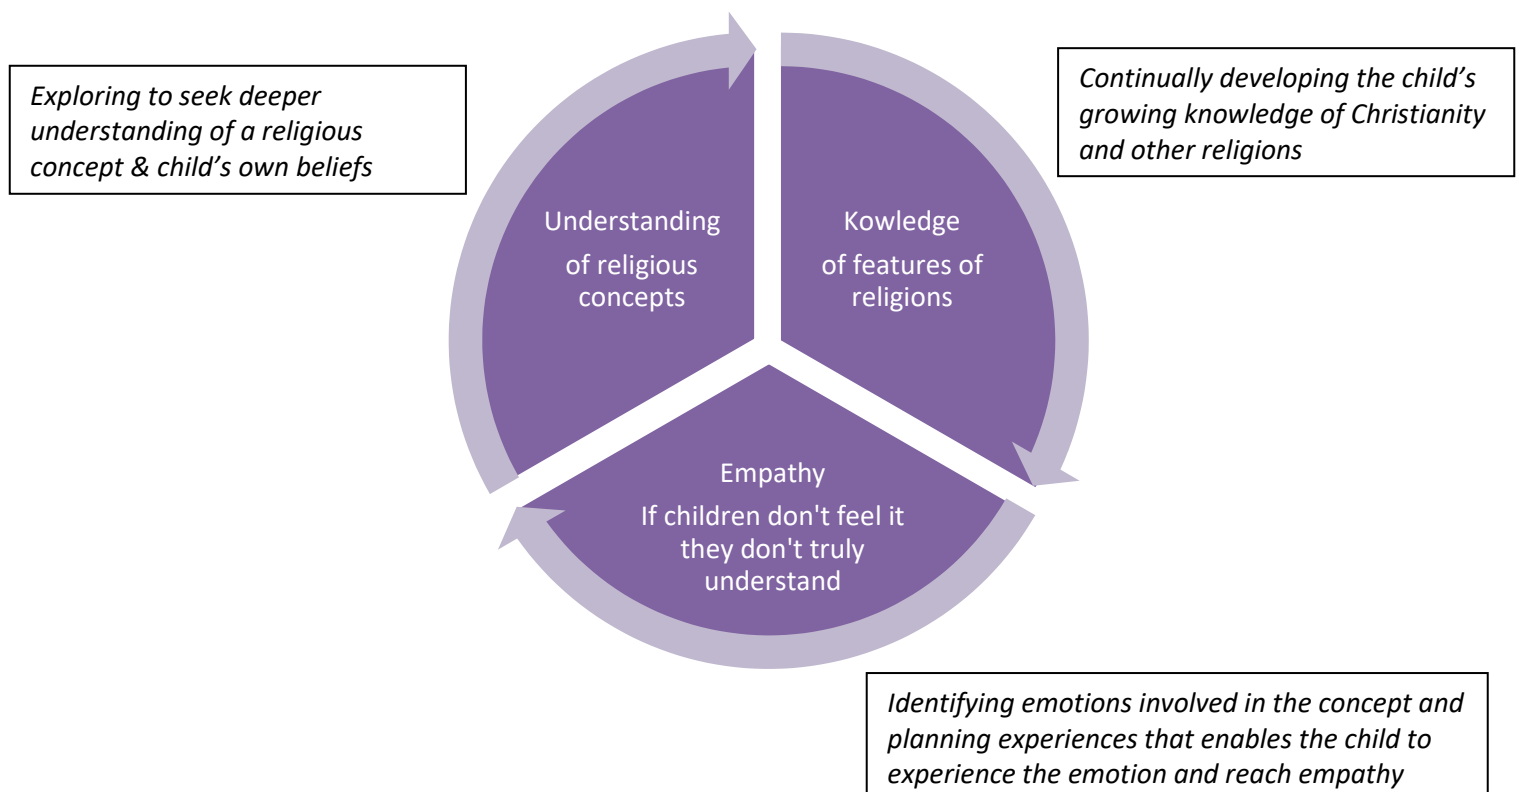 Exploring to seek deeper
understanding of a religious
concept & child's own beliefs
Continually developing the child's
growing knowledge of Christianity
and other religions
Understanding
of religious
concepts
Kowledge
of features of
religions
Empathy
If children don't feel it
they don't truly
understand
Identifying emotions involved in the concept and
planning experiences that enables the child to
experience the emotion and reach empathy